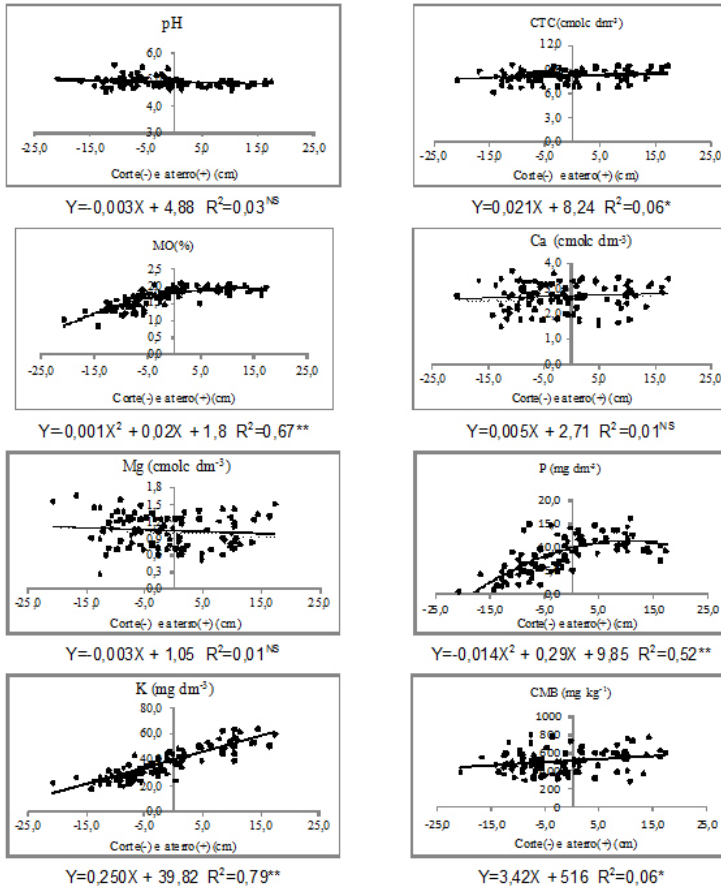 pH
6,0
5,0
4,0
3,0
-25,0 -15,0 -5,0 5,0 15,0 25,0
Corte(-) e aterro(+) (cm)
Y=-0,003X + 4,88 R²=0,03ᴺˢ
CTC(cmolc dm³)
12,0
9,0
6,0
3,0
0,0
-25,0 -15,0 -5,0 5,0 15,0 25,0
Corte(-) e aterro(+) (cm)
Y=0,021X + 8,24 R²=0,06*
MO(%)
2,5
2,0
1,5
1,0
0,5
0,0
-25,0 -15,0 -5,0 5,0 15,0 25,0
Corte(-) e aterro(+) (cm)
Y=-0,001X² + 0,02X + 1,8 R²=0,67**
Ca (cmolc dm-³)
4,0
3,0
2,0
1,0
0,0
-25,0 -15,0 -5,0 5,0 15,0 25,0
Corte(-) e aterro(+) (cm)
Y=0,005X + 2,71 R²=0,01ᴺˢ
Mg (cmolc dm⁻³)
1,8
1,5
1,3
1,0
0,8
0,5
0,3
0,0
-25,0 -15,0 -5,0 5,0 15,0 25,0
Corte(-) e aterro(+) (cm)
Y=-0,003X + 1,05 R²=0,01ᴺˢ
P (mg dm⁻³)
20,0
15,0
10,0
5,0
0,0
-25,0 -15,0 -5,0 5,0 15,0 25,0
Corte(-) e aterro(+) (cm)
Y=-0,014X² + 0,29X + 9,85 R²=0,52**
K (mg dm⁻³)
80,0
60,0
40,0
20,0
0,0
-25,0 -15,0 -5,0 5,0 15,0 25,0
Corte(-) e aterro(+) (cm)
Y=0,250X + 39,82 R²=0,79**
CMB (mg kg⁻¹)
1000
800
600
400
200
0
-25,0 -15,0 -5,0 5,0 15,0 25,0
Corte(-) e aterro(+) (cm)
Y=3,42X + 516 R²=0,06*